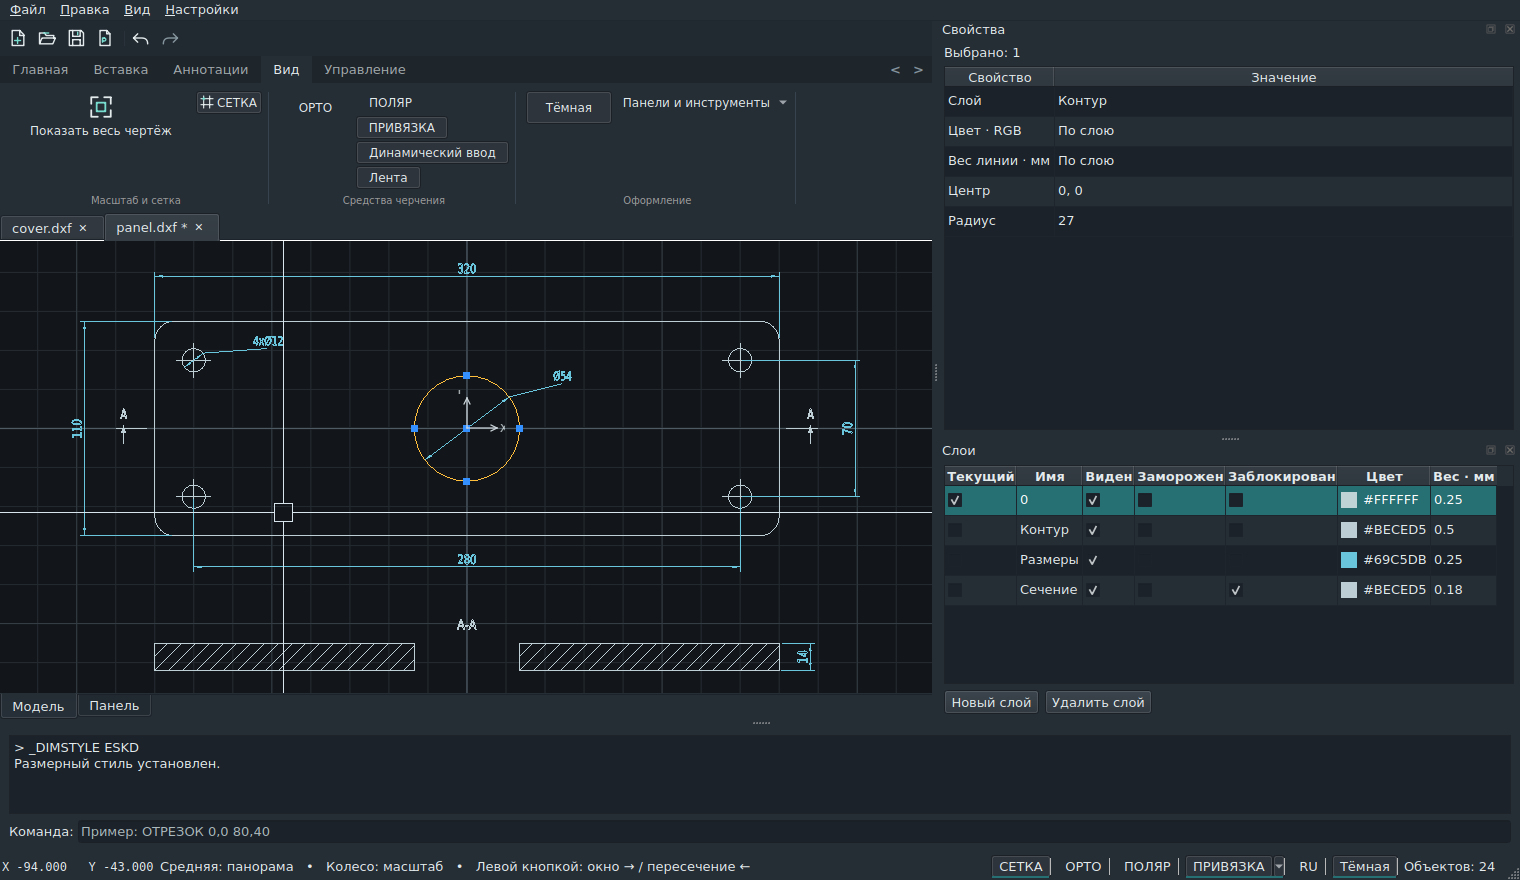 Файл Правка Вид Настройки
Главная Вставка Аннотации Вид Управление < >
Показать весь чертёж
СЕТКА
Масштаб и сетка
ОРТО
ПОЛЯР
ПРИВЯЗКА
Динамический ввод
Лента
Средства черчения
Тёмная
Панели и инструменты
Оформление
cover.dxf × panel.dxf * ×
320
4xØ12
Ø54
110
A
A
70
X
280
A-A
14
Модель Панель
Свойства
Выбрано: 1
Свойство Значение
Слой Контур
Цвет · RGB По слою
Вес линии · мм По слою
Центр 0, 0
Радиус 27
Слои
Текущий Имя Виден Заморожен Заблокирован Цвет Вес · мм
0 #FFFFFF 0.25
Контур #BECED5 0.5
Размеры #69C5DB 0.25
Сечение #BECED5 0.18
Новый слой Удалить слой
> _DIMSTYLE ESKD
Размерный стиль установлен.
Команда: Пример: ОТРЕЗОК 0,0 80,40
X -94.000 Y -43.000 Средняя: панорама • Колесо: масштаб • Левой кнопкой: окно → / пересечение ← СЕТКА ОРТО ПОЛЯР ПРИВЯЗКА RU Тёмная Объектов: 24